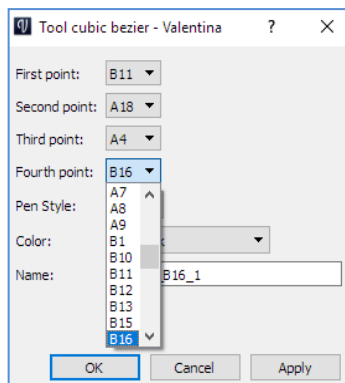 Tool cubic bezier - Valentina ? ✕
First point: B11
Second point: A18
Third point: A4
Fourth point: B16
A7
A8
A9
Pen Style:
B1
Color:
B10
B11
Name: B16_1
B12
B13
B15
B16
OK Cancel Apply